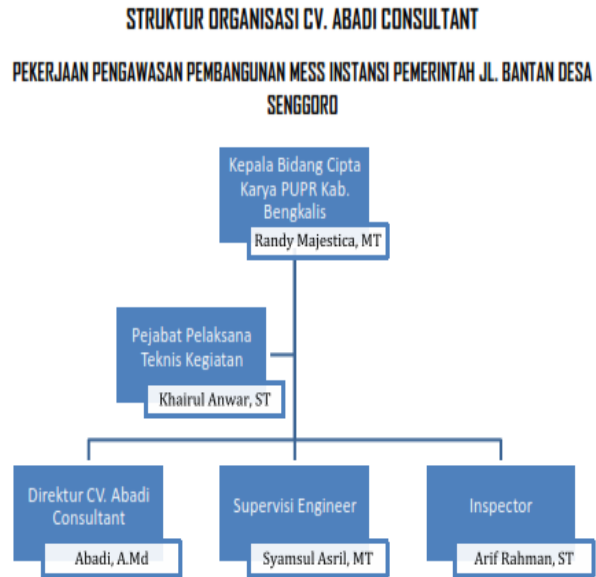 STRUKTUR ORGANISASI CV. ABADI CONSULTANT
PEKERJAAN PENGAWASAN PEMBANGUNAN MESS INSTANSI PEMERINTAH JL. BANTAN DESA
SENGGORO
Kepala Bidang Cipta
Karya PUPR Kab.
Bengkalis
Randy Majestica, MT
Pejabat Pelaksana
Teknis Kegiatan
Khairul Anwar, ST
Direktur CV. Abadi
Consultant
Abadi, A.Md
Supervisi Engineer
Syamsul Asril, MT
Inspector
Arif Rahman, ST